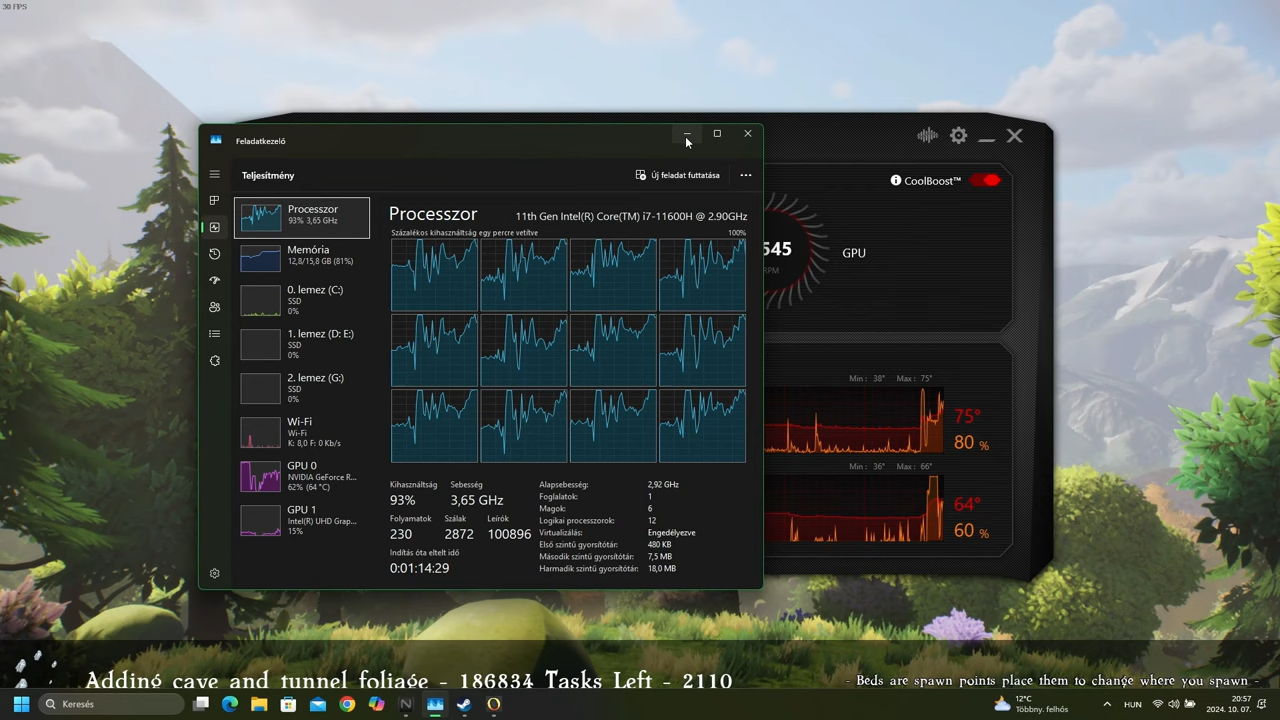 30 FPS
Feladatkezelő
Teljesítmény
Új feladat futtatása
Processzor
93% 3,65 GHz
Memória
12,8/15,8 GB (81%)
0. lemez (C:)
SSD
0%
1. lemez (D: E:)
SSD
0%
2. lemez (G:)
SSD
0%
Wi-Fi
Wi-Fi
K: 8,0 F: 0 Kb/s
GPU 0
NVIDIA GeForce R...
62% (64 °C)
GPU 1
Intel(R) UHD Grap...
15%
Processzor
11th Gen Intel(R) Core(TM) i7-11600H @ 2.90GHz
Százalékos kihasználtság egy percre vetítve
100%
Kihasználtság
93%
Sebesség
3,65 GHz
Folyamatok
230
Szálak
2872
Leírók
100896
Indítás óta eltelt idő
0:01:14:29
Alapsebesség: 2,92 GHz
Foglalatok: 1
Magok: 6
Logikai processzorok: 12
Virtualizálás: Engedélyezve
Első szintű gyorsítótár: 480 KB
Második szintű gyorsítótár: 7,5 MB
Harmadik szintű gyorsítótár: 18,0 MB
CoolBoost™
545
RPM
GPU
Min : 38° Max : 75°
75°
80 %
Min : 36° Max : 66°
64°
60 %
Adding cave and tunnel foliage - 186834 Tasks Left - 2110
- Beds are spawn points place them to change where you spawn -
Keresés
12°C
Többny. felhős
HUN
20:57
2024. 10. 07.